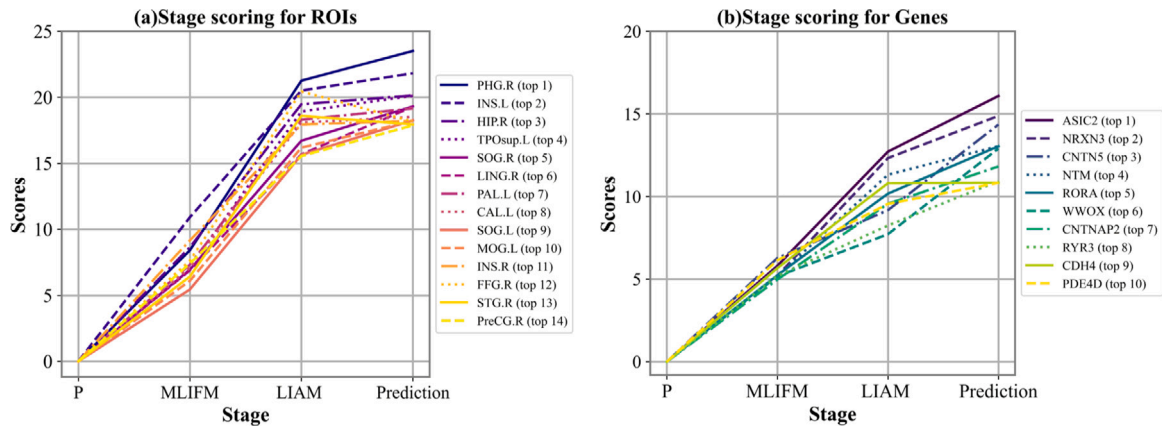 (a)Stage scoring for ROIs
25
20
15
10
5
0
Scores
P
MLIFM
LIAM
Prediction
Stage
PHG.R (top 1)
INS.L (top 2)
HIP.R (top 3)
TPOsup.L (top 4)
SOG.R (top 5)
LING.R (top 6)
PAL.L (top 7)
CAL.L (top 8)
SOG.L (top 9)
MOG.L (top 10)
INS.R (top 11)
FFG.R (top 12)
STG.R (top 13)
PreCG.R (top 14)
(b)Stage scoring for Genes
20
15
10
5
0
Scores
P
MLIFM
LIAM
Prediction
Stage
ASIC2 (top 1)
NRXN3 (top 2)
CNTN5 (top 3)
NTM (top 4)
RORA (top 5)
WWOX (top 6)
CNTNAP2 (top 7)
RYR3 (top 8)
CDH4 (top 9)
PDE4D (top 10)